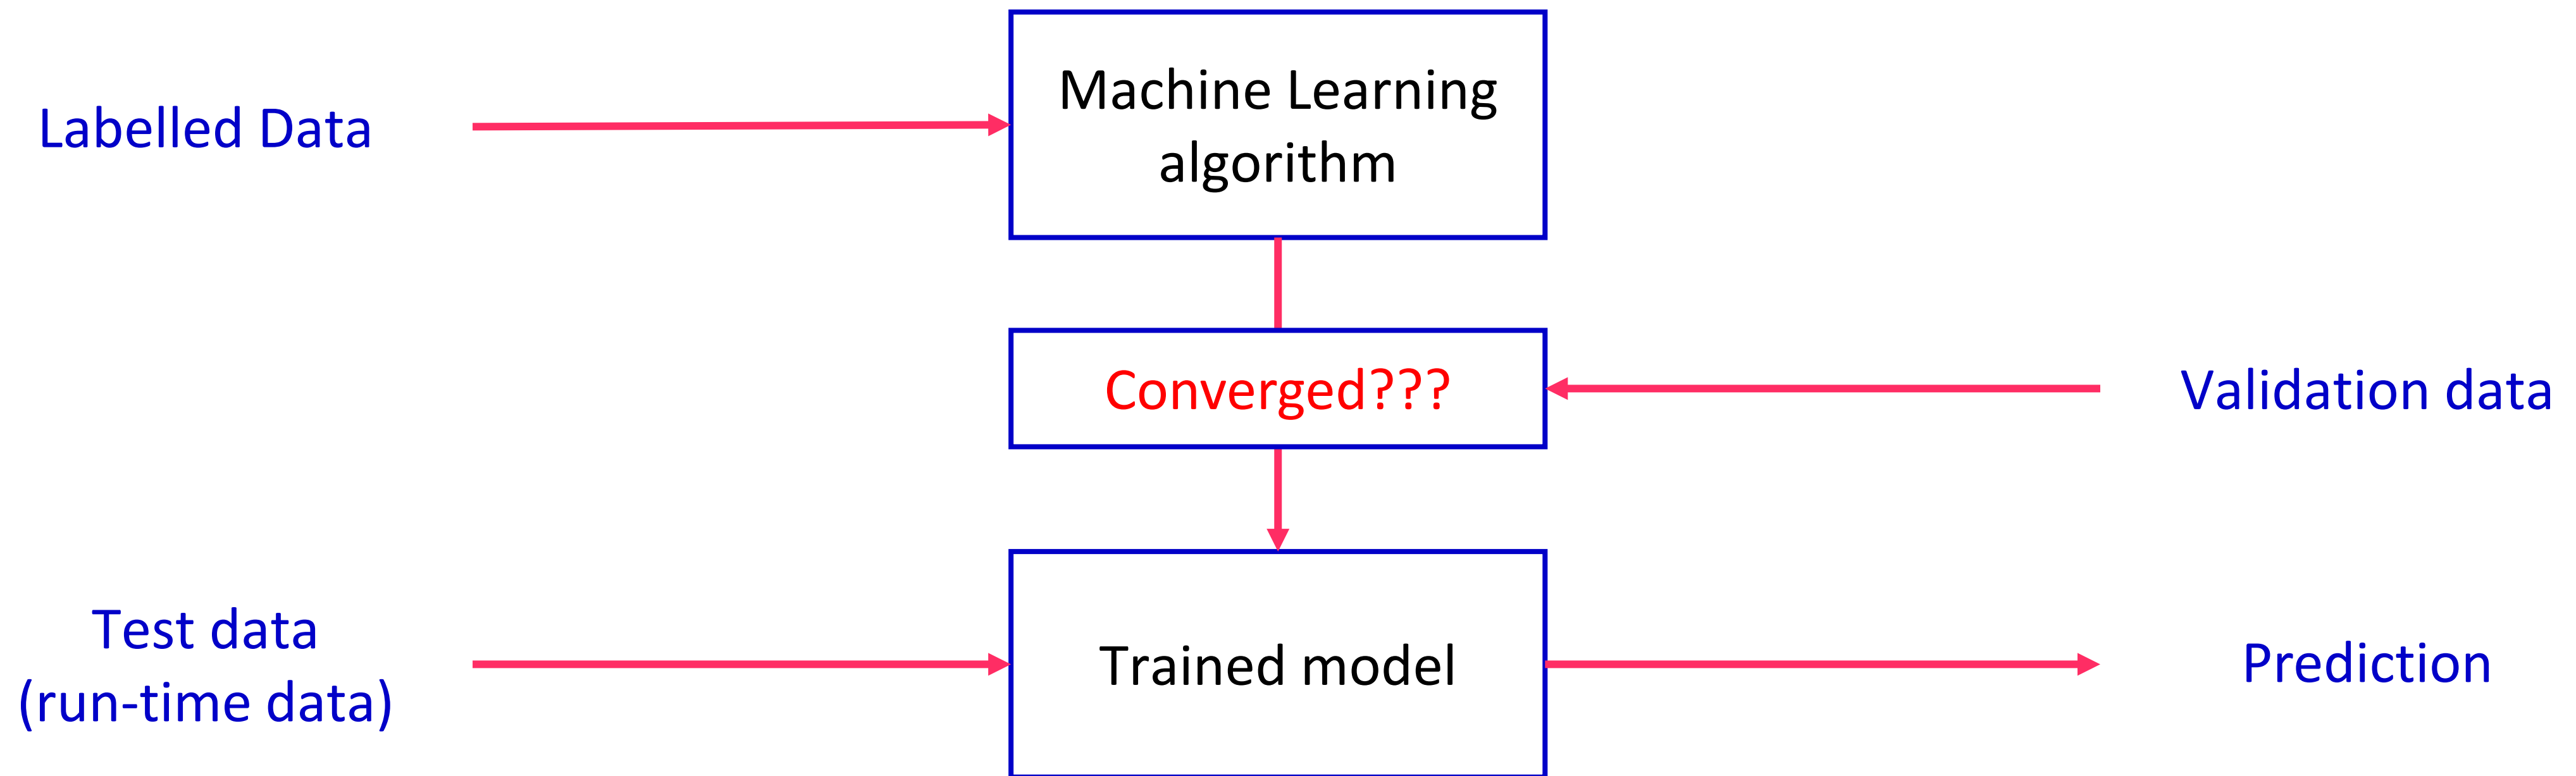 Machine Learning
algorithm
Labelled Data
Converged???
Validation data
Test data
(run-time data)
Trained model
Prediction